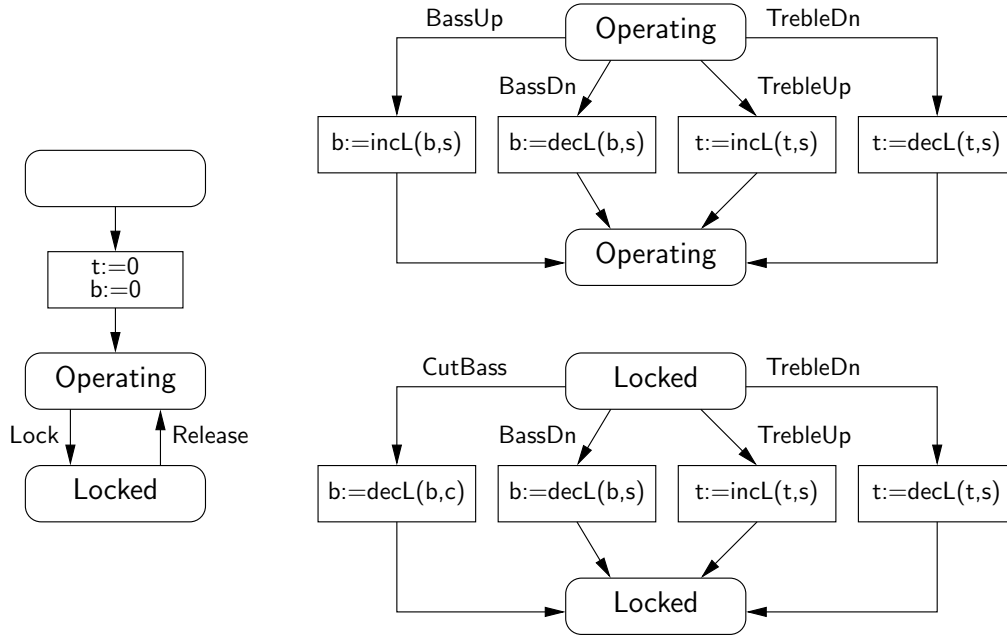 t:=0
b:=0
Operating
Lock
Release
Locked
Operating
BassUp
TrebleDn
BassDn
TrebleUp
b:=incL(b,s)
b:=decL(b,s)
t:=incL(t,s)
t:=decL(t,s)
Operating
Locked
CutBass
TrebleDn
BassDn
TrebleUp
b:=decL(b,c)
b:=decL(b,s)
t:=incL(t,s)
t:=decL(t,s)
Locked